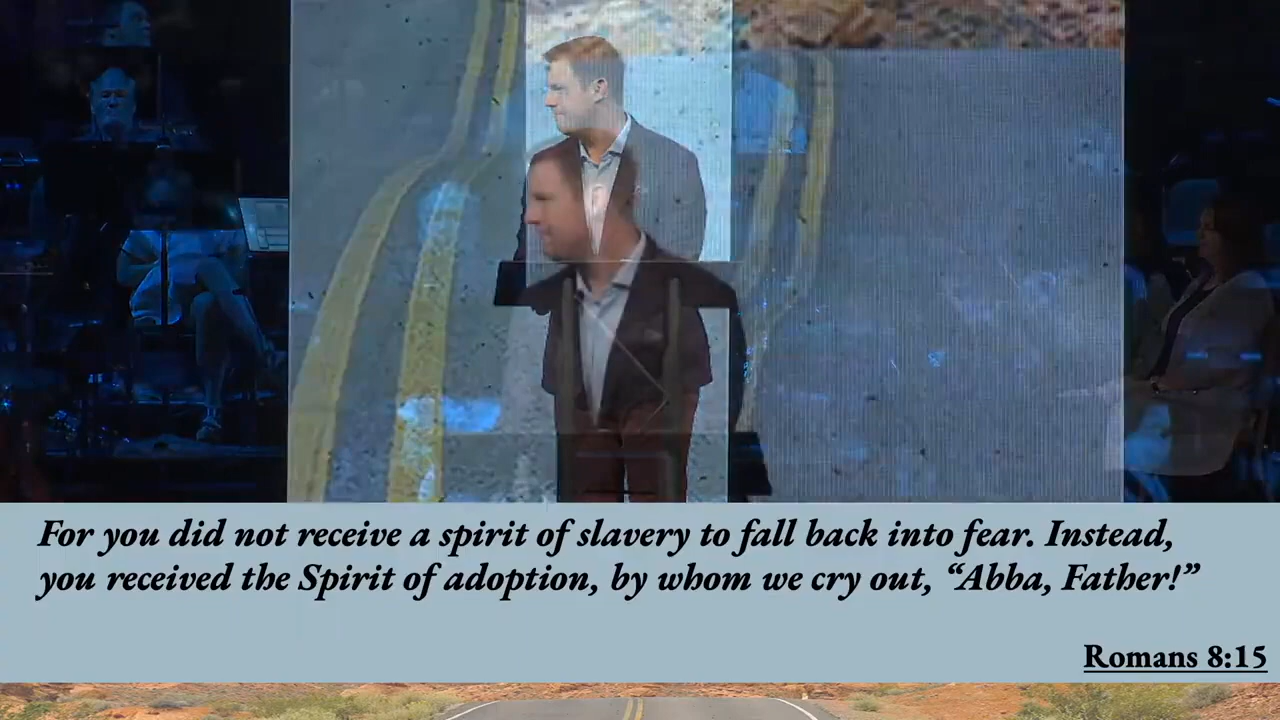 For you did not receive a spirit of slavery to fall back into fear. Instead,
you received the Spirit of adoption, by whom we cry out, “Abba, Father!”
Romans 8:15